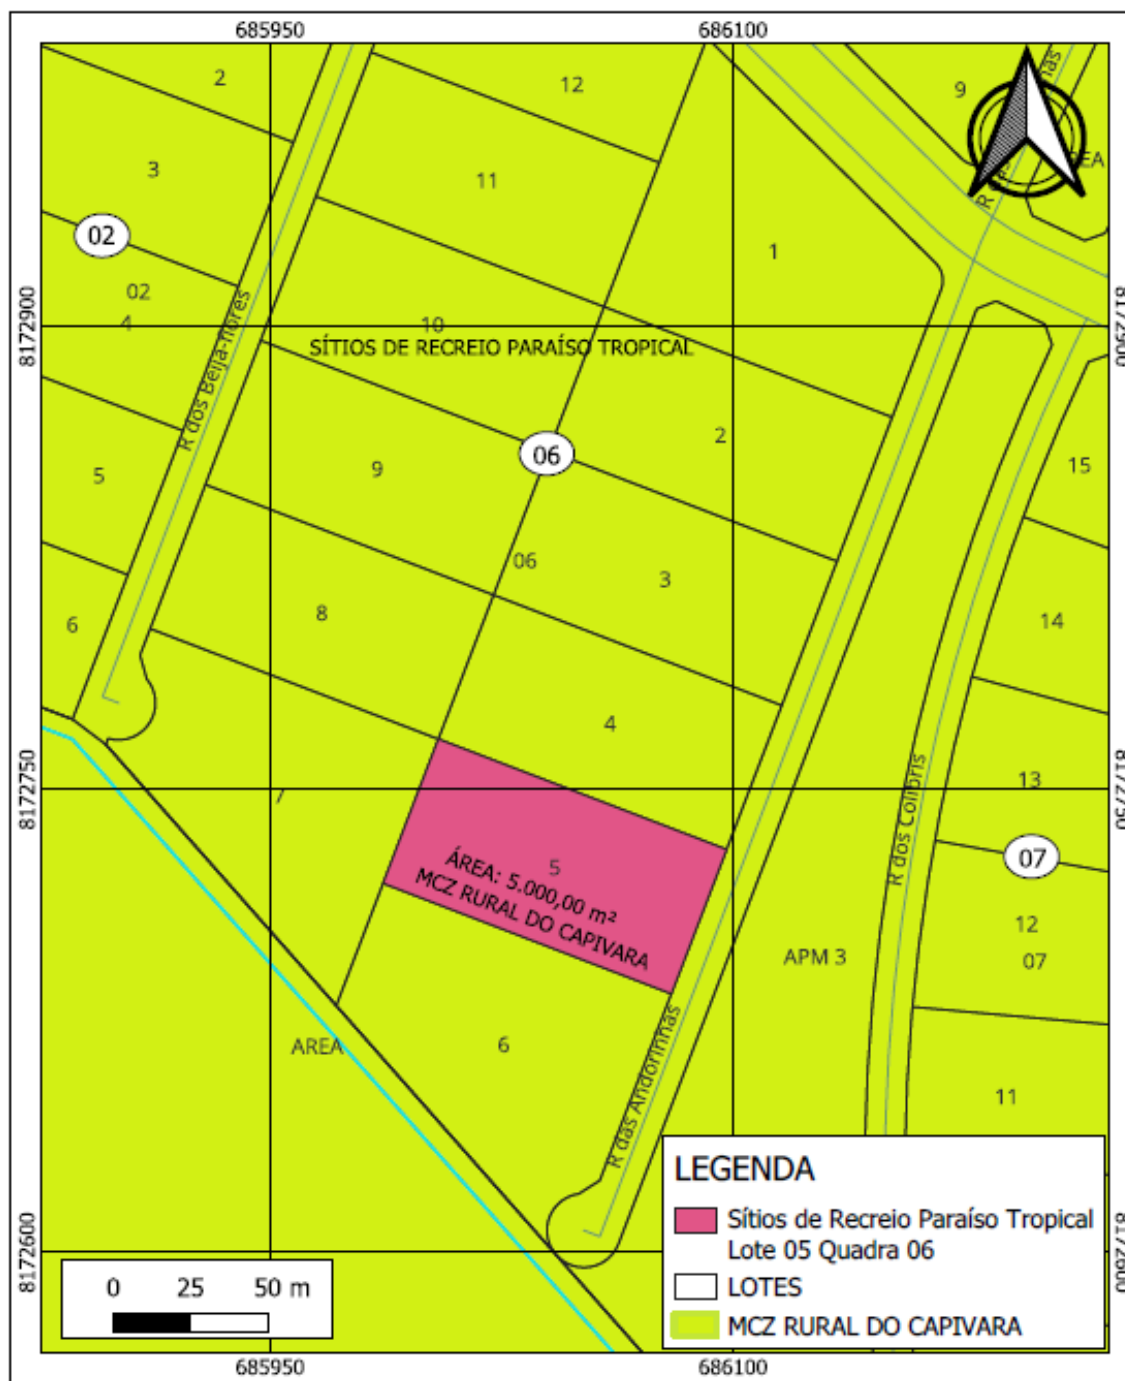 685950
686100
2
12
9
3
11
02
1
02
4
10
8172900
8172900
SÍTIOS DE RECREIO PARAÍSO TROPICAL
R dos Beija-flores
2
06
15
5
9
06
3
8
14
6
4
7
8172750
8172750
13
R dos Colibris
07
5
ÁREA: 5.000,00 m²
MCZ RURAL DO CAPIVARA
12
APM 3
07
AREA
6
R das Andorinhas
11
LEGENDA
Sítios de Recreio Paraíso Tropical
Lote 05 Quadra 06
LOTES
MCZ RURAL DO CAPIVARA
8172600
8172600
0 25 50 m
685950
686100